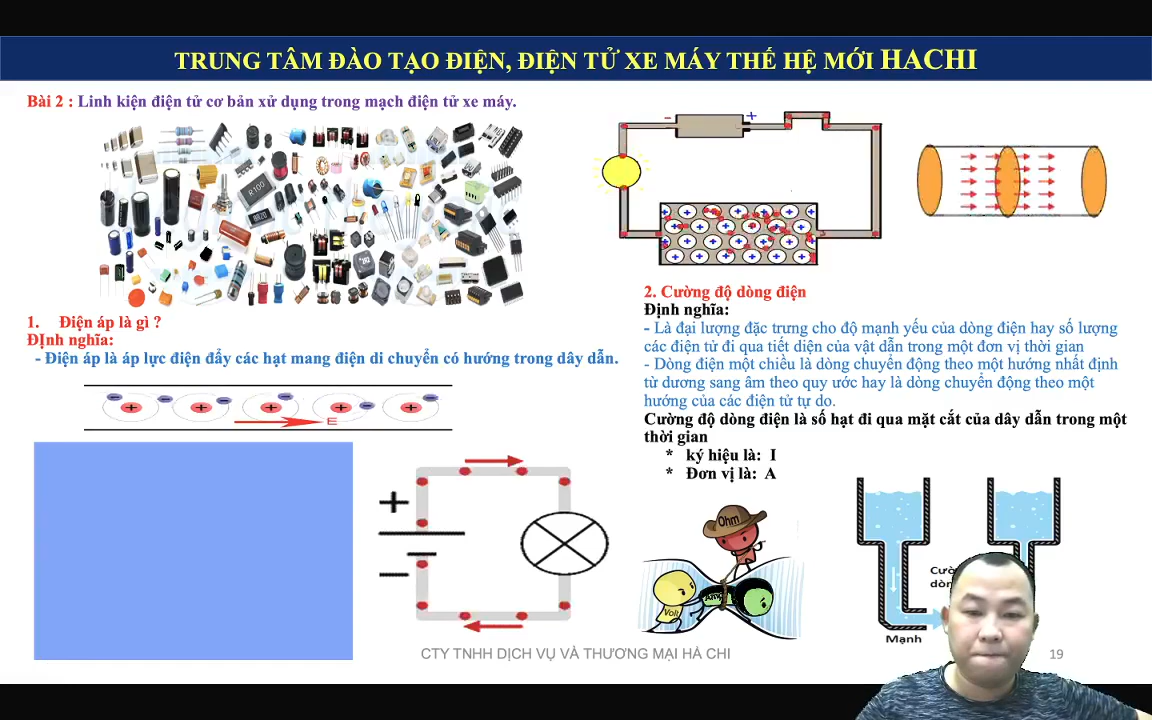 TRUNG TÂM ĐÀO TẠO ĐIỆN, ĐIỆN TỬ XE MÁY THẾ HỆ MỚI HACHI
Bài 2 : Linh kiện điện tử cơ bản xử dụng trong mạch điện tử xe máy.
R100
1. Điện áp là gì ?
ĐỊnh nghĩa:
- Điện áp là áp lực điện đẩy các hạt mang điện di chuyển có hướng trong dây dẫn.
E
2. Cường độ dòng điện
Định nghĩa:
- Là đại lượng đặc trưng cho độ mạnh yếu của dòng điện hay số lượng
các điện tử đi qua tiết diện của vật dẫn trong một đơn vị thời gian
- Dòng điện một chiều là dòng chuyển động theo một hướng nhất định
từ dương sang âm theo quy ước hay là dòng chuyển động theo một
hướng của các điện tử tự do.
Cường độ dòng điện là số hạt đi qua mặt cắt của dây dẫn trong một
thời gian
* ký hiệu là: I
* Đơn vị là: A
Ohm
Volt
Mạnh
CTY TNHH DỊCH VỤ VÀ THƯƠNG MẠI HÀ CHI
19